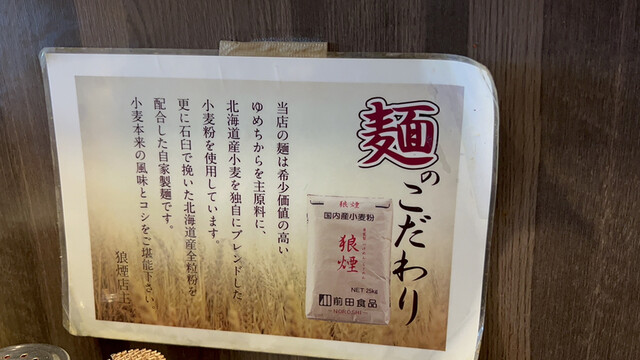 麺のこだわり
当店の麺は希少価値の高い
ゆめちからを主原料に、
北海道産小麦を独自にブレンドした
小麦粉を使用しています。
更に石臼で挽いた北海道産全粒粉を
配合した自家製麺です。
小麦本来の風味とコシをご堪能下さい
狼煙店主
狼煙
国内産小麦粉
狼煙
NET 25kg
前田食品
-NOROSHI-